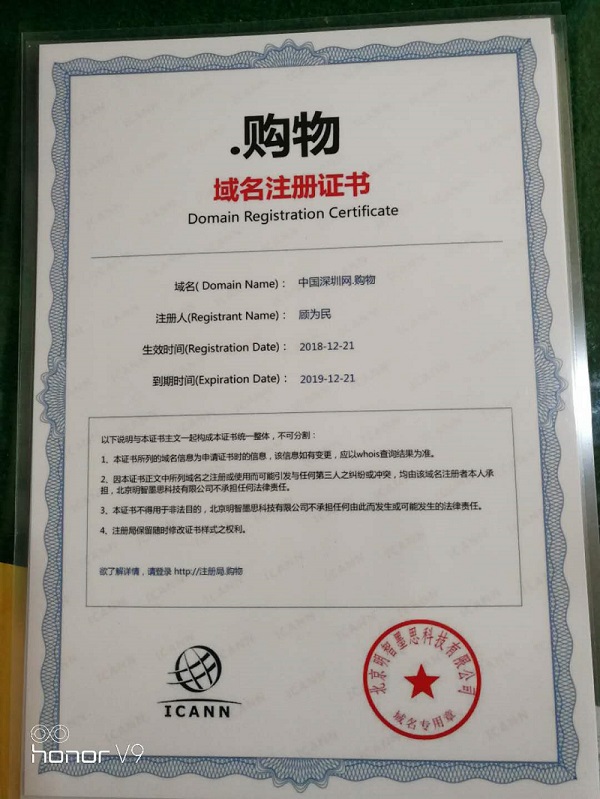 .购物
域名注册证书
Domain Registration Certificate
域名( Domain Name)： 中国深圳网.购物
注册人(Registrant Name)： 顾为民
生效时间(Registration Date)： 2018-12-21
到期时间(Expiration Date)： 2019-12-21
以下说明与本证书主文一起构成本证书统一整体，不可分割：
1、本证书所列的域名信息为申请证书时的信息，该信息如有变更，应以whois查询结果为准。
2、因本证书正文中所列域名之注册或使用而可能引发与任何第三人之纠纷或冲突，均由该域名注册者本人承
担，北京明智墨思科技有限公司不承担任何法律责任。
3、本证书不得用于非法目的，北京明智墨思科技有限公司不承担任何由此而发生或可能发生的法律责任。
4、注册局保留随时修改证书样式之权利。
欲了解详情，请登录 http://注册局.购物
ICANN
北京明智墨思科技有限公司
域名专用章
honor V9